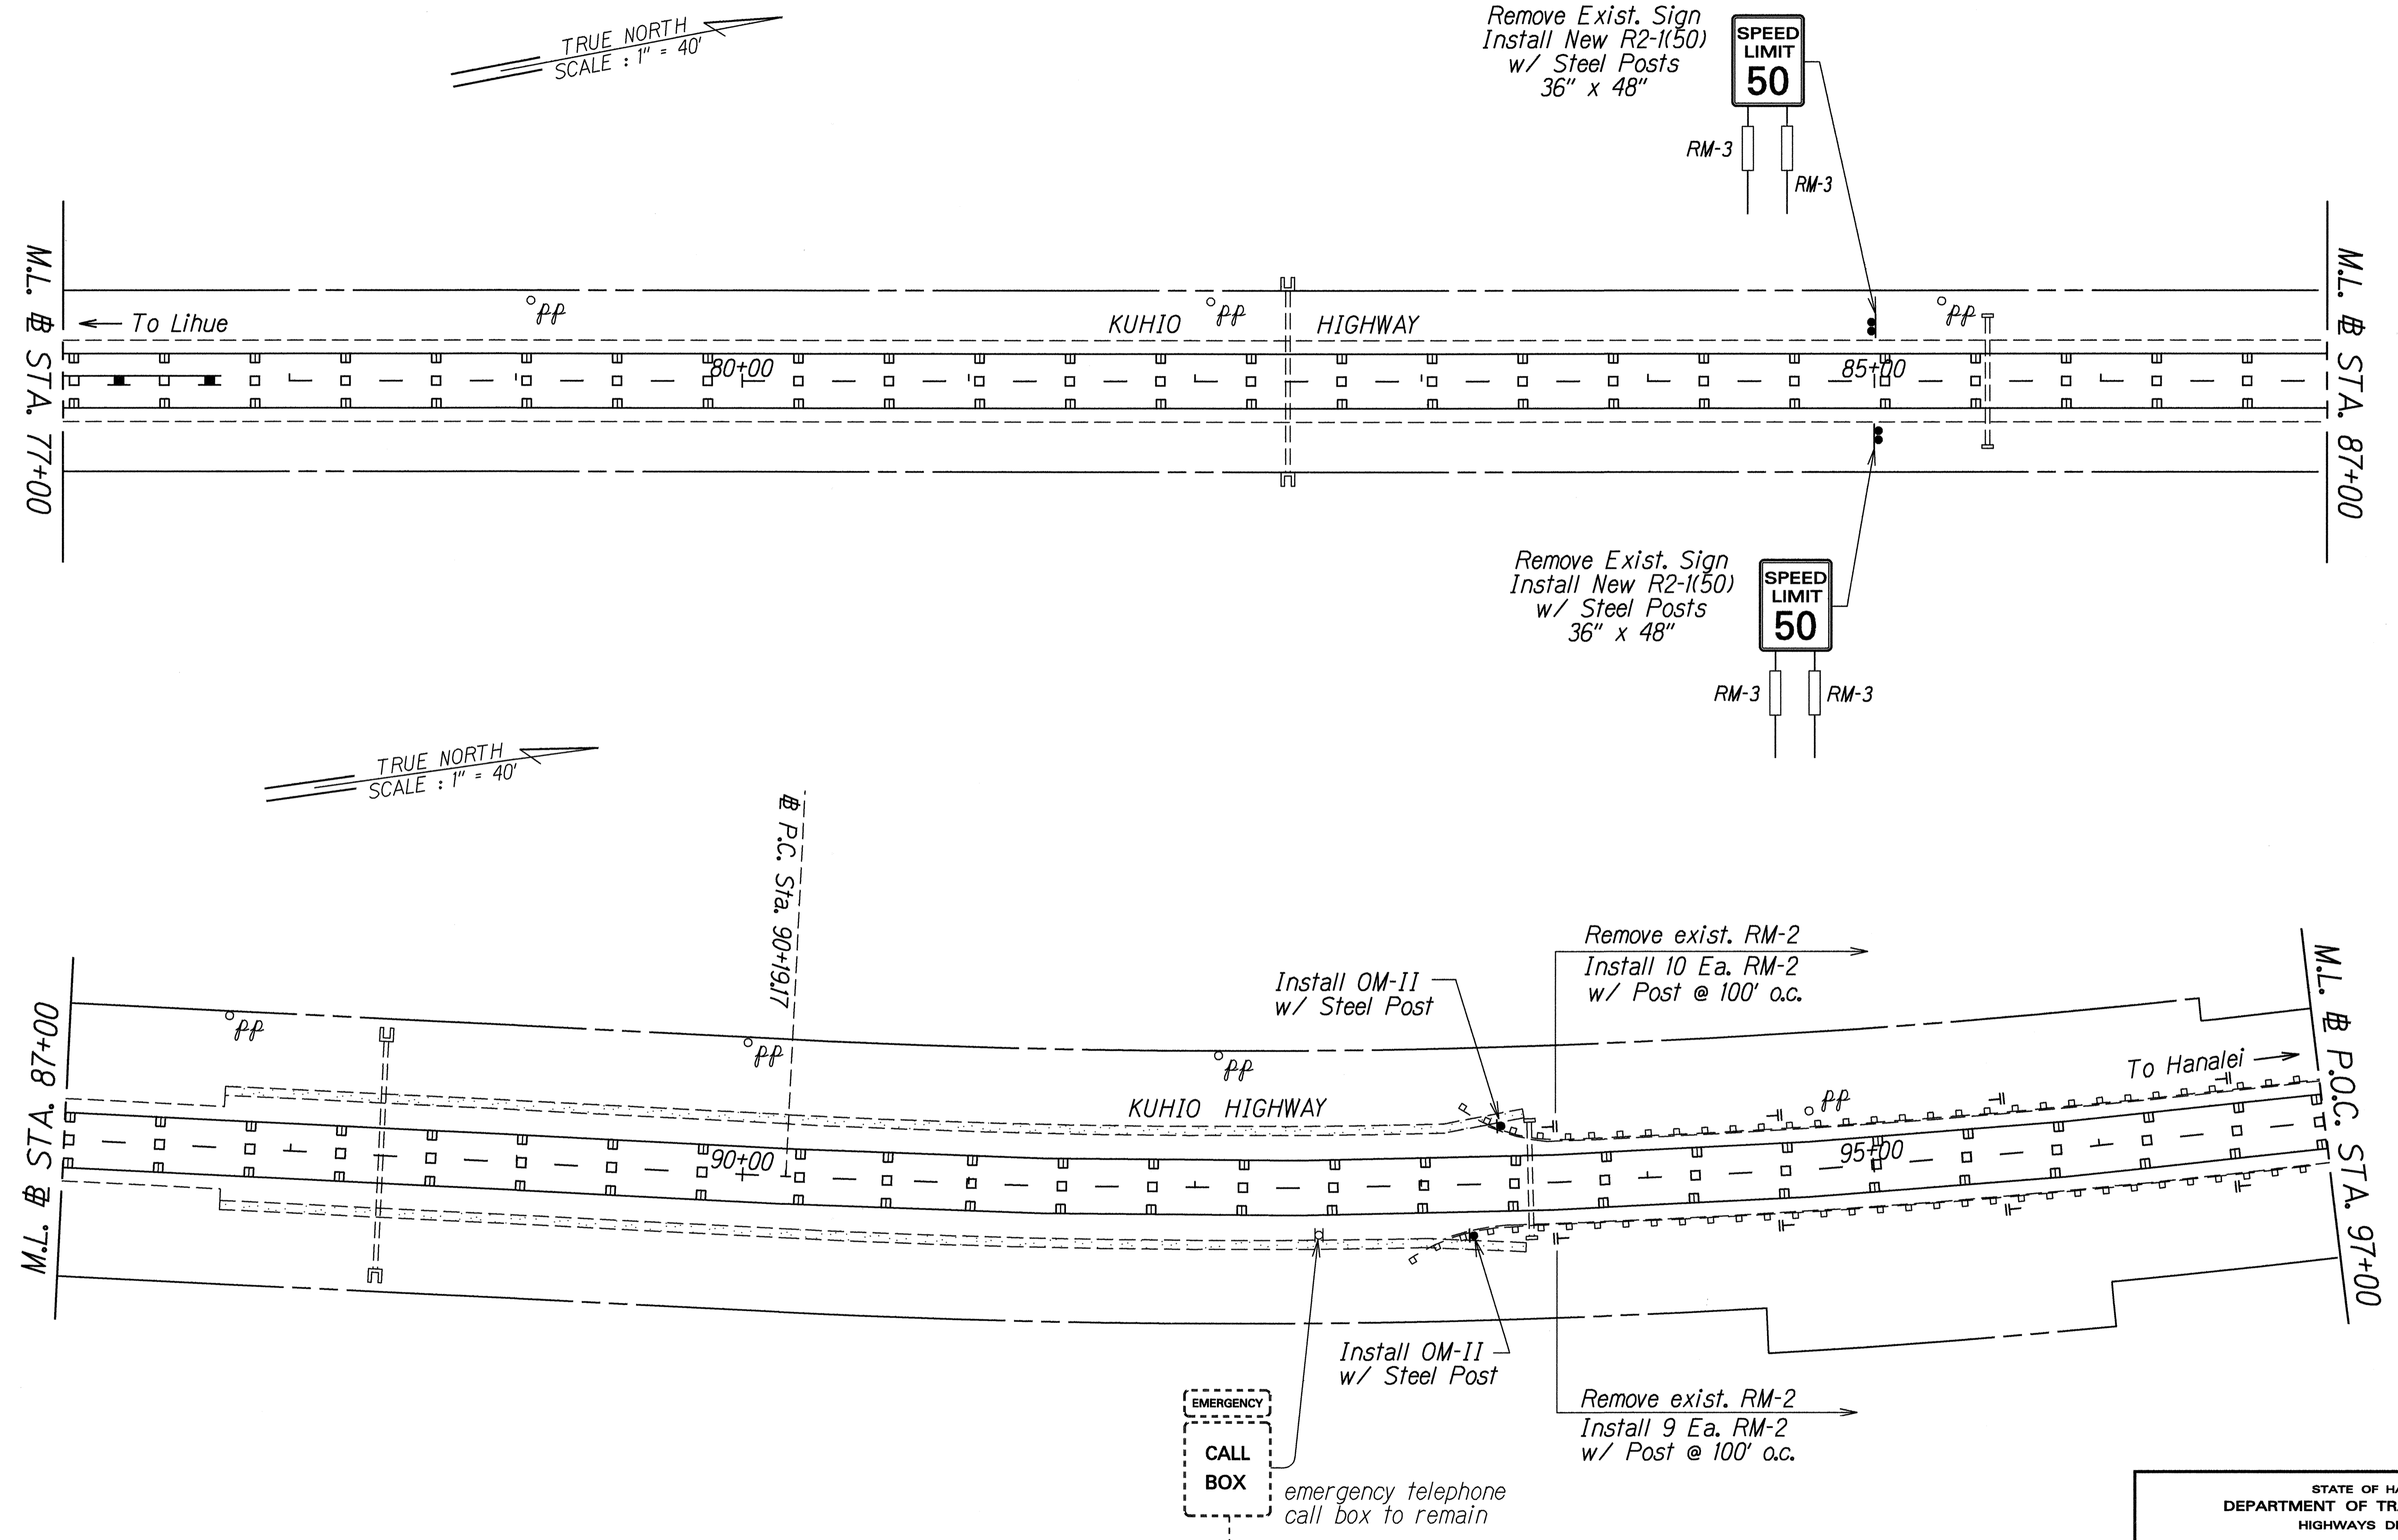 TRUE NORTH
SCALE : 1" = 40'
Remove Exist. Sign
Install New R2-1(50)
w/ Steel Posts
36" x 48"
SPEED
LIMIT
50
RM-3
RM-3
M.L. ⅊ STA. 77+00
To Lihue
pp
KUHIO
pp
HIGHWAY
pp
80+00
85+00
M.L. ⅊ STA. 87+00
Remove Exist. Sign
Install New R2-1(50)
w/ Steel Posts
36" x 48"
SPEED
LIMIT
50
RM-3
RM-3
TRUE NORTH
SCALE : 1" = 40'
⅊ P.C. Sta. 90+19.17
M.L. ⅊ STA. 87+00
pp
pp
pp
KUHIO HIGHWAY
Install OM-II
w/ Steel Post
Remove exist. RM-2
Install 10 Ea. RM-2
w/ Post @ 100' o.c.
pp
To Hanalei
90+00
95+00
M.L. ⅊ P.O.C. STA. 97+00
Install OM-II
w/ Steel Post
Remove exist. RM-2
Install 9 Ea. RM-2
w/ Post @ 100' o.c.
EMERGENCY
CALL
BOX
emergency telephone
call box to remain
STATE OF HA
DEPARTMENT OF TRA
HIGHWAYS DI